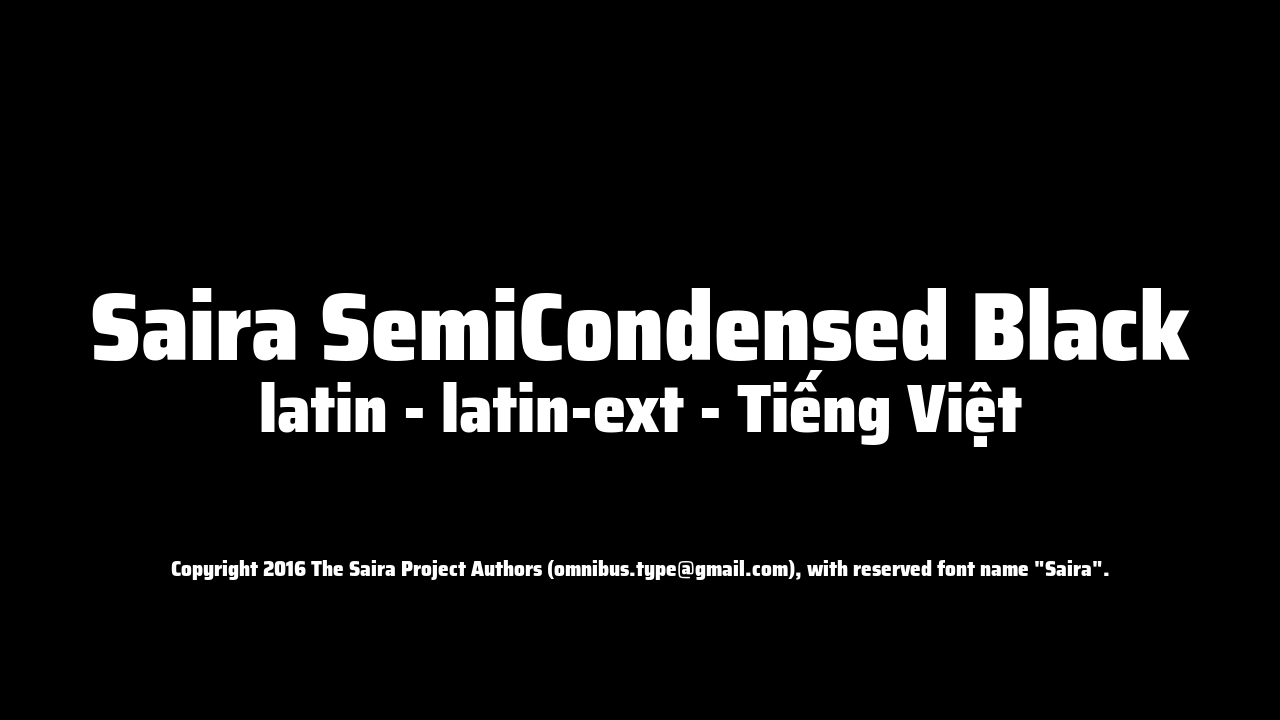 Saira SemiCondensed Black
latin - latin-ext - Tiếng Việt
Copyright 2016 The Saira Project Authors (omnibus.type@gmail.com), with reserved font name "Saira".